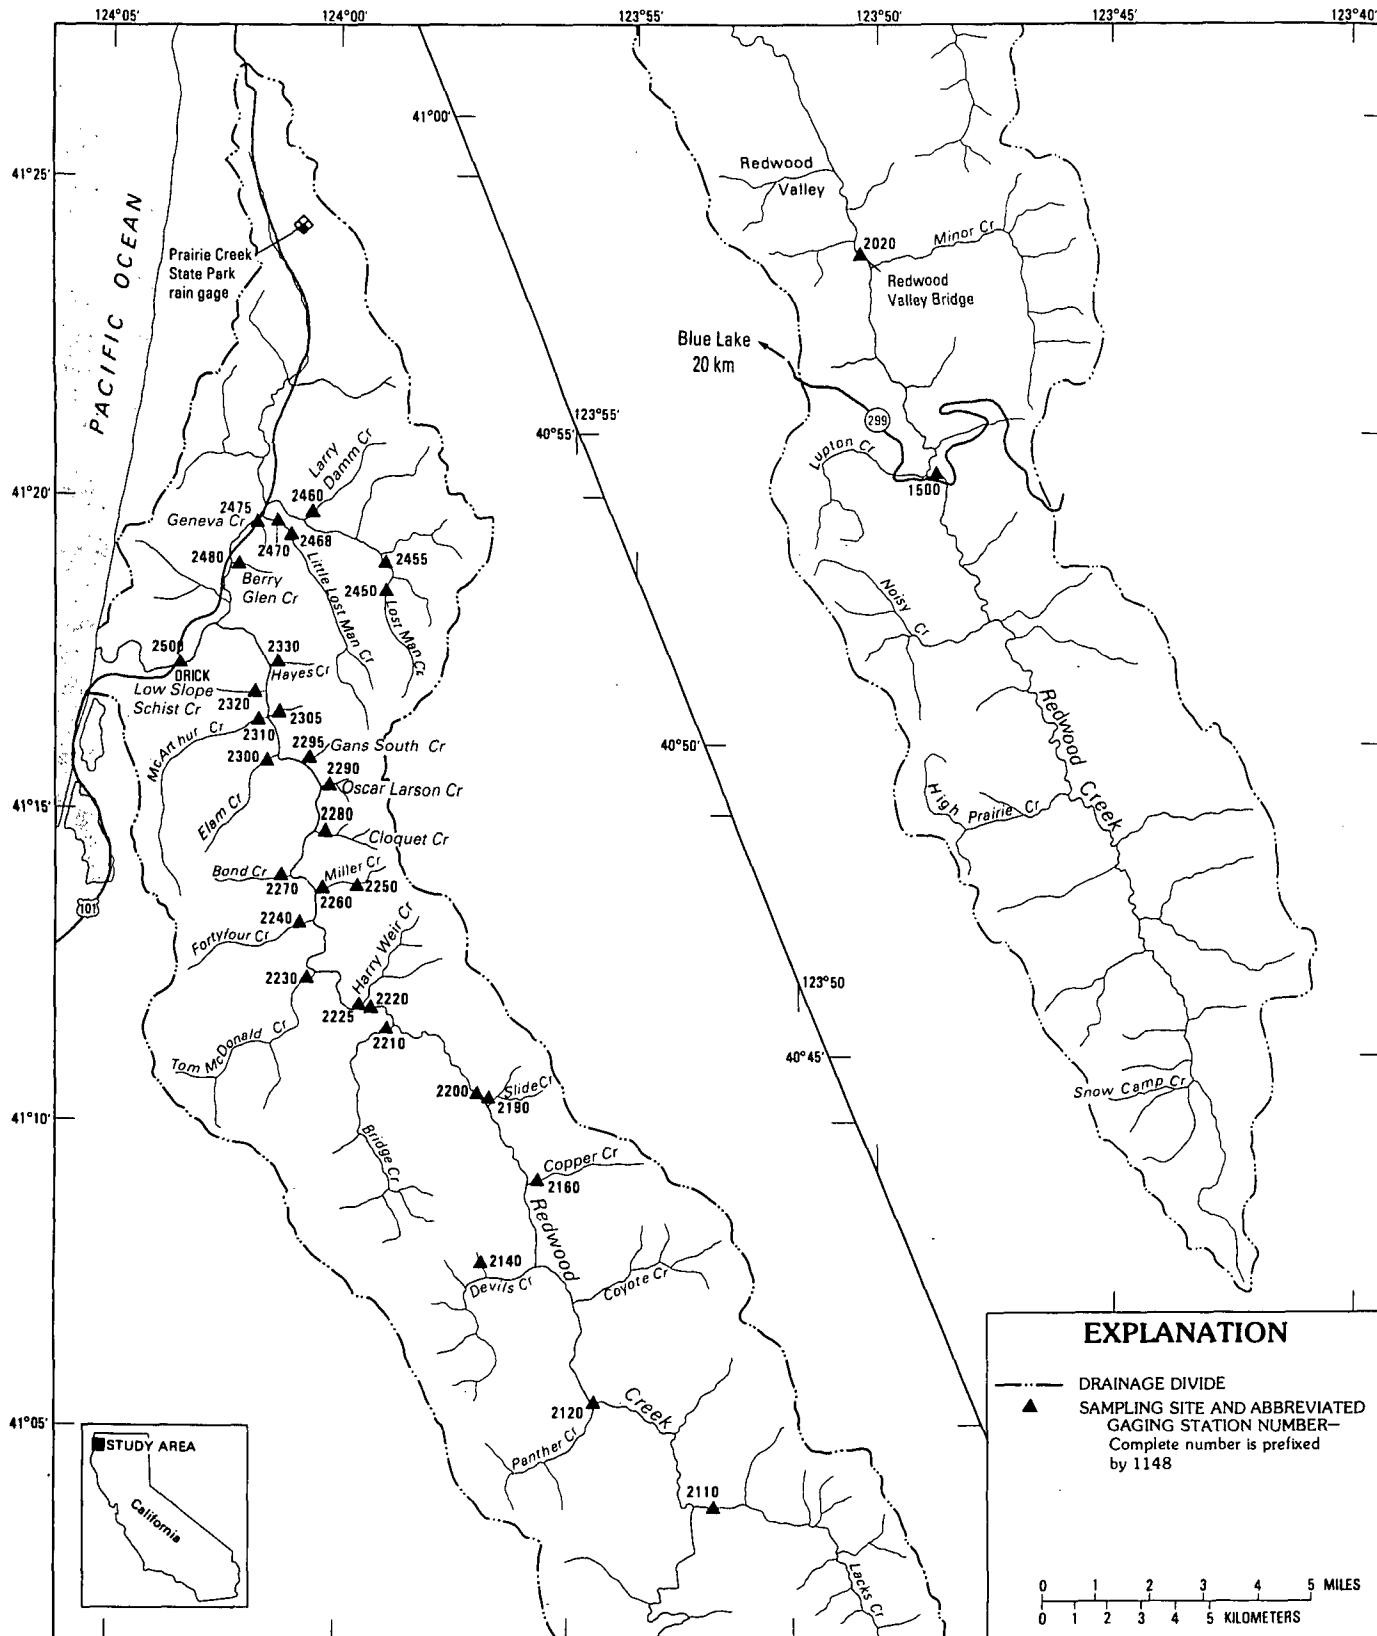 124°05'
124°00'
123°55'
123°50'
123°45'
123°40'
41°00'
41°25'
PACIFIC OCEAN
Prairie Creek
State Park
rain gage
Redwood
Valley
2020
Minor Cr
Redwood
Valley Bridge
Blue Lake
20 km
299
Lupton Cr
1500
123°55'
40°55'
Larry
Damm Cr
41°20'
2460
2475
Geneva Cr
2470
2468
2480
Berry
Glen Cr
2455
2450
Little Lost Man Cr
Lost Man Cr
Noisy
Cr
2500
ORICK
2330
Hayes Cr
Low Slope
Schist Cr
2320
2305
2310
McArthur Cr
2300
2295
Gans South Cr
2290
Oscar Larson Cr
40°50'
Redwood
Creek
High
Prairie Cr
41°15'
Elam Cr
2280
Cloquet Cr
Bond Cr
2270
Miller Cr
2250
2260
101
2240
Fortyfour Cr
Harry Weir Cr
2230
2220
2225
2210
123°50
40°45'
Tom McDonald Cr
Snow Camp Cr
2200
Slide Cr
2190
41°10'
Bridge Cr
Copper Cr
2160
Redwood
2140
Devils Cr
Coyote Cr
Creek
2120
Panther Cr
41°05'
2110
Lacks Cr
STUDY AREA
California
EXPLANATION
DRAINAGE DIVIDE
SAMPLING SITE AND ABBREVIATED
GAGING STATION NUMBER—
Complete number is prefixed
by 1148
0 1 2 3 4 5 MILES
0 1 2 3 4 5 KILOMETERS